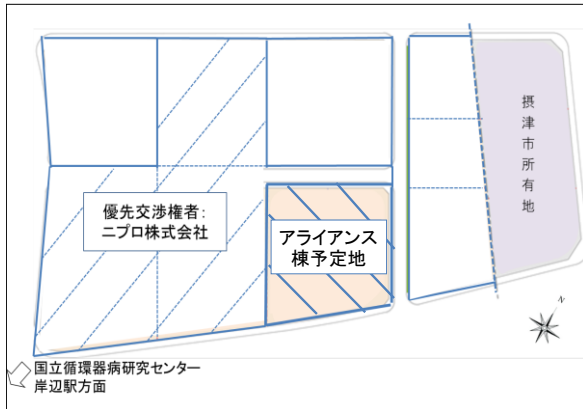 摂津市所有地
優先交渉権者：
ニプロ株式会社
アライアンス
棟予定地
N
国立循環器病研究センター
岸辺駅方面